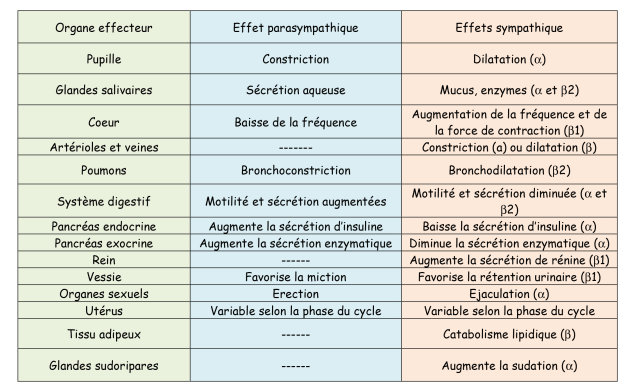 Organe effecteur Effet parasympathique Effets sympathique
Pupille Constriction Dilatation (α)
Glandes salivaires Sécrétion aqueuse Mucus, enzymes (α et β2)
Coeur Baisse de la fréquence Augmentation de la fréquence et de
la force de contraction (β1)
Artérioles et veines ------- Constriction (a) ou dilatation (β)
Poumons Bronchoconstriction Bronchodilatation (β2)
Système digestif Motilité et sécrétion augmentées Motilité et sécrétion diminuée (α et
β2)
Pancréas endocrine Augmente la sécrétion d'insuline Baisse la sécrétion d'insuline (α)
Pancréas exocrine Augmente la sécrétion enzymatique Diminue la sécrétion enzymatique (α)
Rein ------ Augmente la sécrétion de rénine (β1)
Vessie Favorise la miction Favorise la rétention urinaire (β1)
Organes sexuels Erection Ejaculation (α)
Utérus Variable selon la phase du cycle Variable selon la phase du cycle
Tissu adipeux ------ Catabolisme lipidique (β)
Glandes sudoripares ------ Augmente la sudation (α)